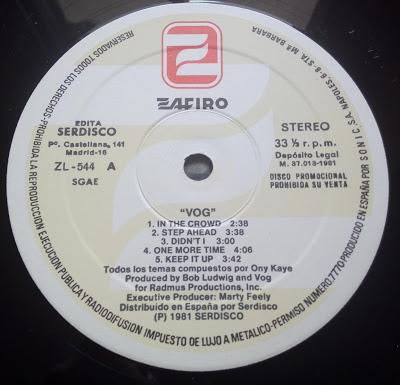 ZAFIRO
EDITA
SERDISCO
Pº. Castellana, 141
Madrid-16
ZL-544 A
SGAE
STEREO
33 ⅓ r.p.m.
Depósito Legal
M. 37.013-1981
DISCO PROMOCIONAL
PROHIBIDA SU VENTA
"VOG"
1. IN THE CROWD 2:38
2. STEP AHEAD 3:38
3. DIDN'T I 3:00
4. ONE MORE TIME 4:06
5. KEEP IT UP 3:42
Todos los temas compuestos por Ony Kaye
Produced by Bob Ludwig and Vog
for Radmus Productions, Inc.
Executive Producer: Marty Feely
Distribuido en España por Serdisco
(P) 1981 SERDISCO
RESERVADOS TODOS LOS DERECHOS-PROHIBIDA LA REPRODUCCION EJECUCION PUBLICA Y RADIODIFUSION IMPUESTO DE LUJO A METALICO-PERMISO NUMERO 7770 PRODUCIDO EN ESPAÑA POR SONIC, S.A. NAPOLES 6-8-STA. Mª BARBARA